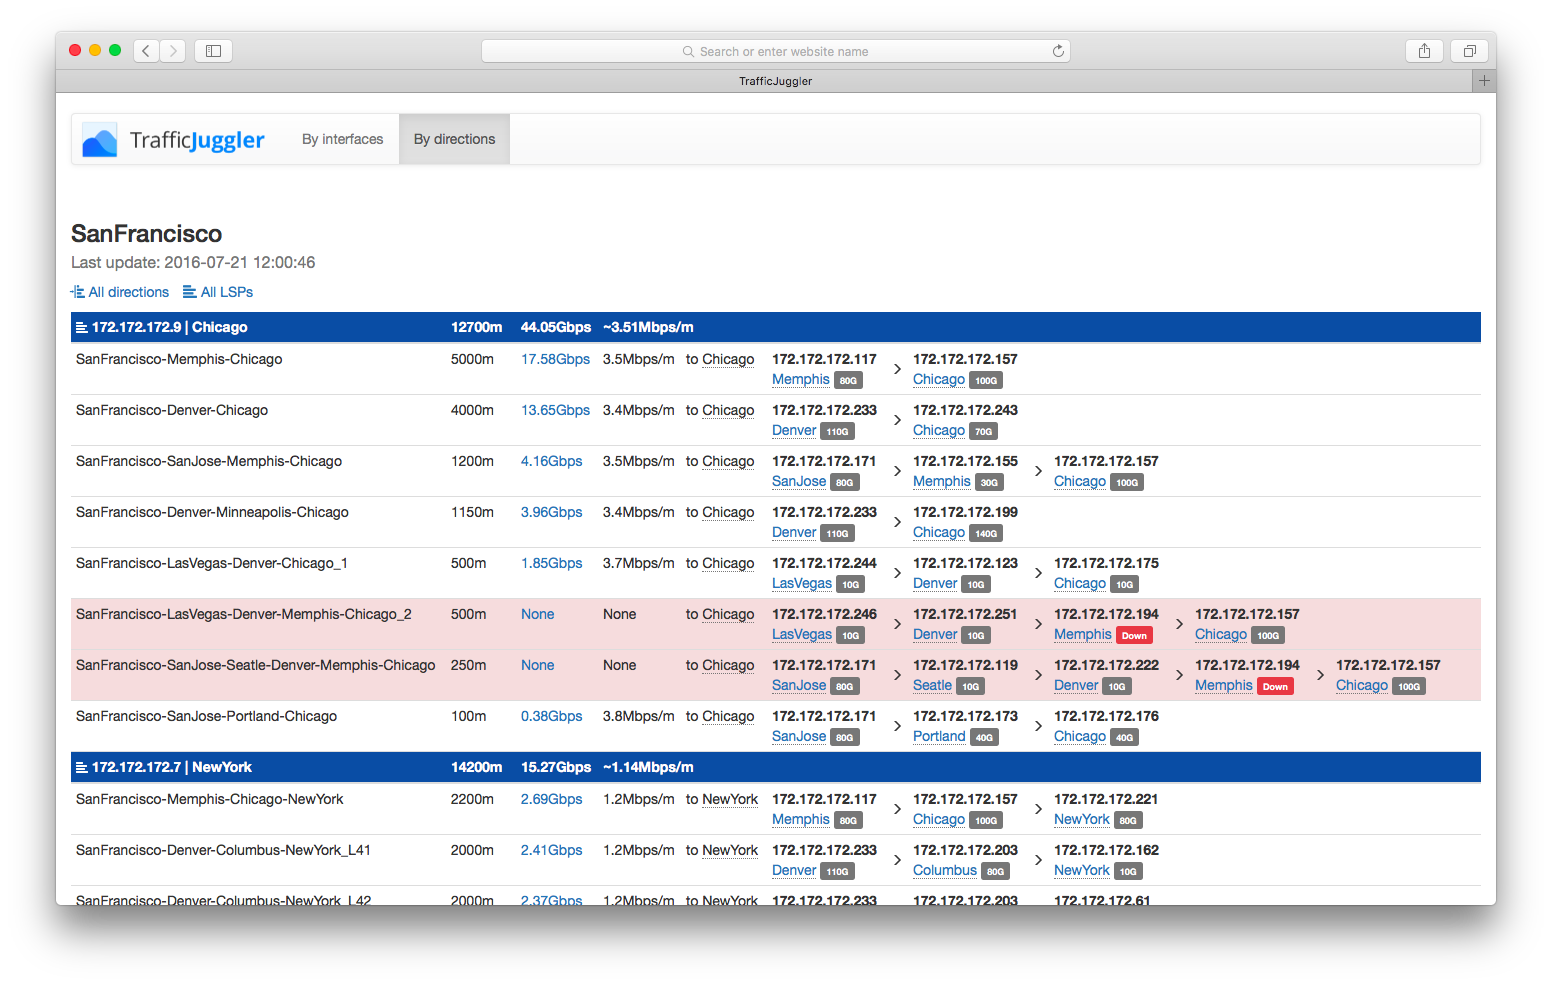 Search or enter website name
TrafficJuggler
TrafficJuggler By interfaces By directions
SanFrancisco
Last update: 2016-07-21 12:00:46
All directions All LSPs
172.172.172.9 | Chicago 12700m 44.05Gbps ~3.51Mbps/m
SanFrancisco-Memphis-Chicago 5000m 17.58Gbps 3.5Mbps/m to Chicago 172.172.172.117 > 172.172.172.157
Memphis 80G Chicago 100G
SanFrancisco-Denver-Chicago 4000m 13.65Gbps 3.4Mbps/m to Chicago 172.172.172.233 > 172.172.172.243
Denver 110G Chicago 70G
SanFrancisco-SanJose-Memphis-Chicago 1200m 4.16Gbps 3.5Mbps/m to Chicago 172.172.172.171 > 172.172.172.155 > 172.172.172.157
SanJose 80G Memphis 30G Chicago 100G
SanFrancisco-Denver-Minneapolis-Chicago 1150m 3.96Gbps 3.4Mbps/m to Chicago 172.172.172.233 > 172.172.172.199
Denver 110G Chicago 140G
SanFrancisco-LasVegas-Denver-Chicago_1 500m 1.85Gbps 3.7Mbps/m to Chicago 172.172.172.244 > 172.172.172.123 > 172.172.172.175
LasVegas 10G Denver 10G Chicago 10G
SanFrancisco-LasVegas-Denver-Memphis-Chicago_2 500m None None to Chicago 172.172.172.246 > 172.172.172.251 > 172.172.172.194 > 172.172.172.157
LasVegas 10G Denver 10G Memphis Down Chicago 100G
SanFrancisco-SanJose-Seatle-Denver-Memphis-Chicago 250m None None to Chicago 172.172.172.171 > 172.172.172.119 > 172.172.172.222 > 172.172.172.194 > 172.172.172.157
SanJose 80G Seatle 10G Denver 10G Memphis Down Chicago 100G
SanFrancisco-SanJose-Portland-Chicago 100m 0.38Gbps 3.8Mbps/m to Chicago 172.172.172.171 > 172.172.172.173 > 172.172.172.176
SanJose 80G Portland 40G Chicago 40G
172.172.172.7 | NewYork 14200m 15.27Gbps ~1.14Mbps/m
SanFrancisco-Memphis-Chicago-NewYork 2200m 2.69Gbps 1.2Mbps/m to NewYork 172.172.172.117 > 172.172.172.157 > 172.172.172.221
Memphis 80G Chicago 100G NewYork 80G
SanFrancisco-Denver-Columbus-NewYork_L41 2000m 2.41Gbps 1.2Mbps/m to NewYork 172.172.172.233 > 172.172.172.203 > 172.172.172.162
Denver 110G Columbus 80G NewYork 10G
SanFrancisco-Denver-Columbus-NewYork_L42 2000m 2.37Gbps 1.2Mbps/m to NewYork 172.172.172.233 172.172.172.203 172.172.172.61